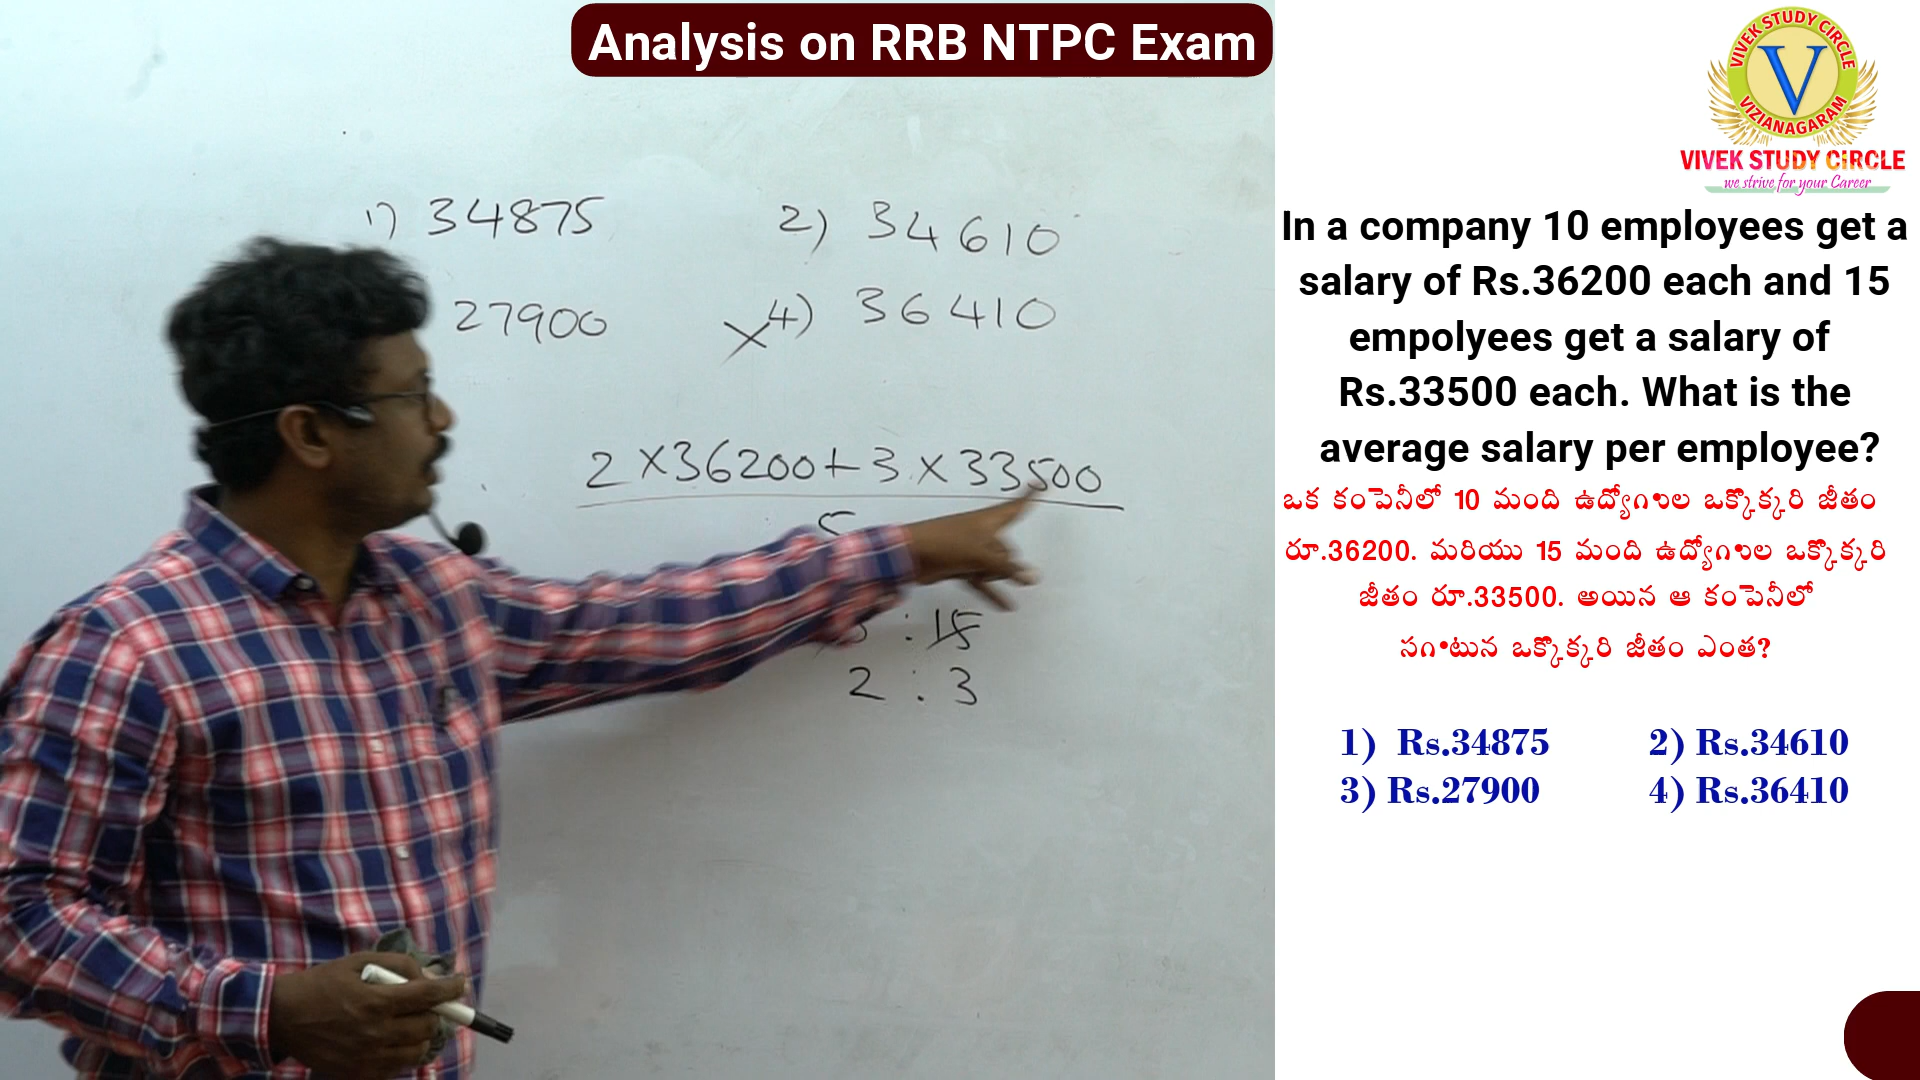 Analysis on RRB NTPC Exam
VIVEK STUDY CIRCLE
V
VIZIANAGARAM
VIVEK STUDY CIRCLE
we strive for your Career
1) 34875
2) 34610
27900
4) 36410
2 x 36200 + 3 x 33500
5
: 15
2 : 3
In a company 10 employees get a
salary of Rs.36200 each and 15
empolyees get a salary of
Rs.33500 each. What is the
average salary per employee?
ఒక కంపెనీలో 10 మంది ఉద్యోగుల ఒక్కొక్కరి జీతం
రూ.36200. మరియు 15 మంది ఉద్యోగుల ఒక్కొక్కరి
జీతం రూ.33500. అయిన ఆ కంపెనీలో
సగటున ఒక్కొక్కరి జీతం ఎంత?
1) Rs.34875 2) Rs.34610
3) Rs.27900 4) Rs.36410